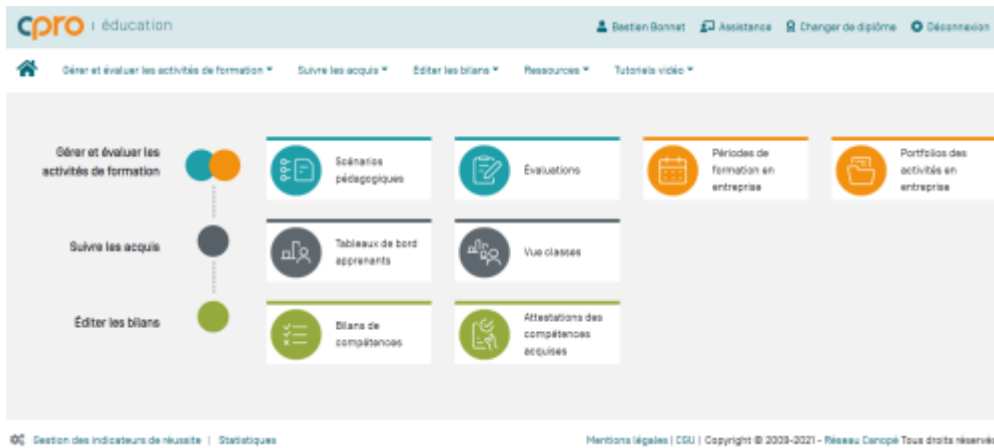 cpro | éducation
Bastien Bonnet Assistance Changer de diplôme Déconnexion
Gérer et évaluer les activités de formation Suivre les acquis Editer les bilans Ressources Tutoriels vidéo
Gérer et évaluer les
activités de formation
Scénarios
pédagogiques
Évaluations
Périodes de
formation en
entreprise
Portfolios des
activités en
entreprise
Suivre les acquis
Tableaux de bord
apprenants
Vue classes
Éditer les bilans
Bilans de
compétences
Attestations des
compétences
acquises
Gestion des indicateurs de réussite | Statistiques
Mentions légales | CGU | Copyright © 2009-2021 - Réseau Canopé Tous droits réservés